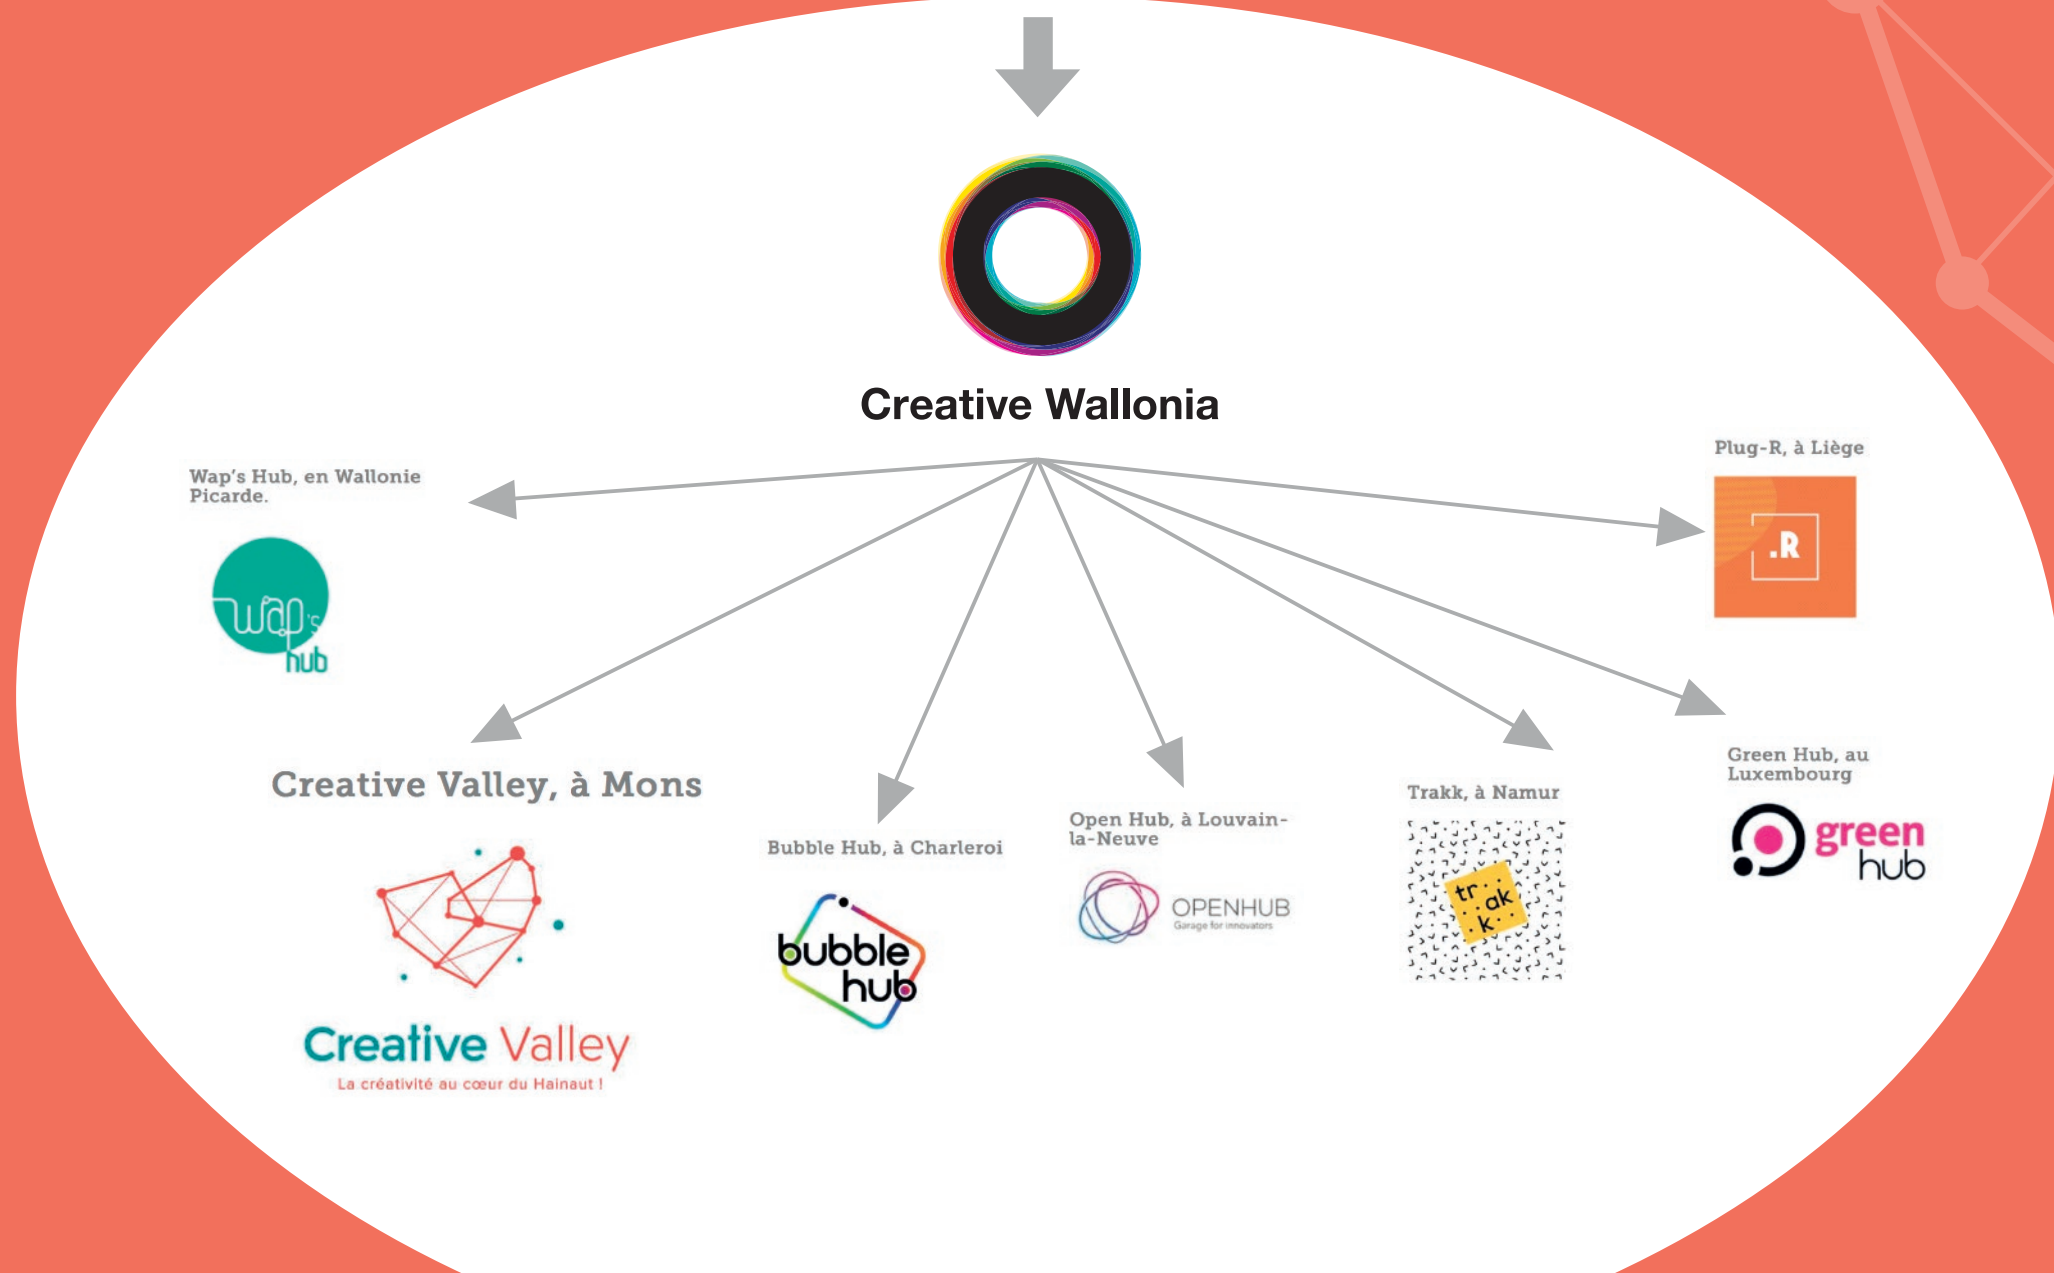 Creative Wallonia
Wap's Hub, en Wallonie
Picarde.
wap's
hub
Creative Valley, à Mons
Creative Valley
La créativité au cœur du Hainaut !
Bubble Hub, à Charleroi
bubble
hub
Open Hub, à Louvain-
la-Neuve
OPENHUB
Garage for innovators
Trakk, à Namur
tr..
..ak
.k..
Green Hub, au
Luxembourg
green
hub
Plug-R, à Liège
.R